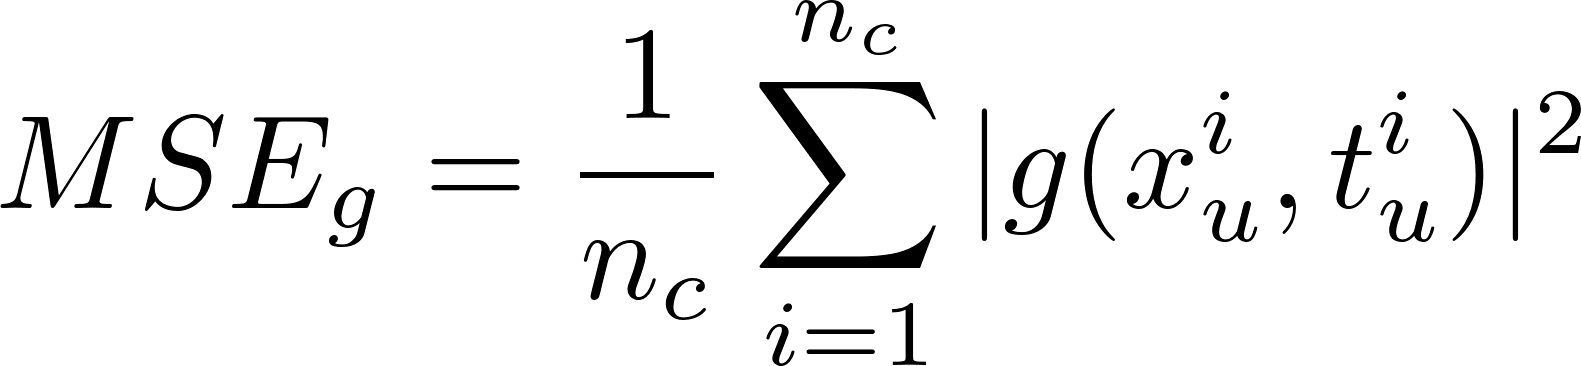 $MSE_g = \frac{1}{n_c} \sum_{i=1}^{n_c} |g(x_u^i, t_u^i)|^2$